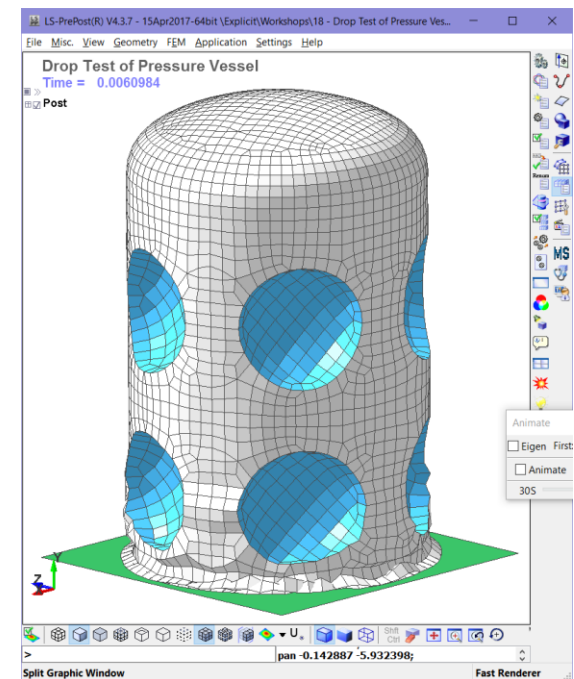 LS-PrePost(R) V4.3.7 - 15Apr2017-64bit \Explicit\Workshops\18 - Drop Test of Pressure Ves...
File Misc. View Geometry FEM Application Settings Help
Drop Test of Pressure Vessel
Time = 0.0060984
Post
MS
Animate
Eigen First:
Animate
30S
Y
Z
U.
Shft
Ctrl
> pan -0.142887 -5.932398;
Split Graphic Window Fast Renderer